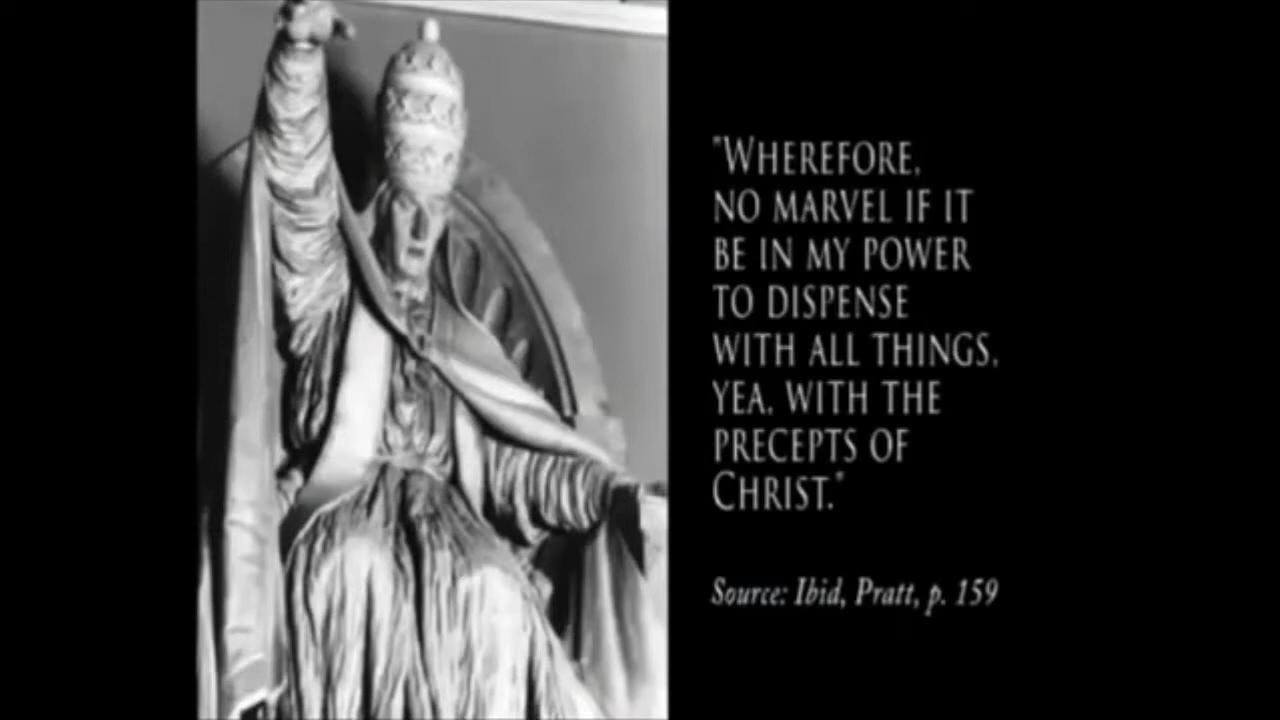 "WHEREFORE,
NO MARVEL IF IT
BE IN MY POWER
TO DISPENSE
WITH ALL THINGS,
YEA, WITH THE
PRECEPTS OF
CHRIST."
Source: Ibid, Pratt, p. 159